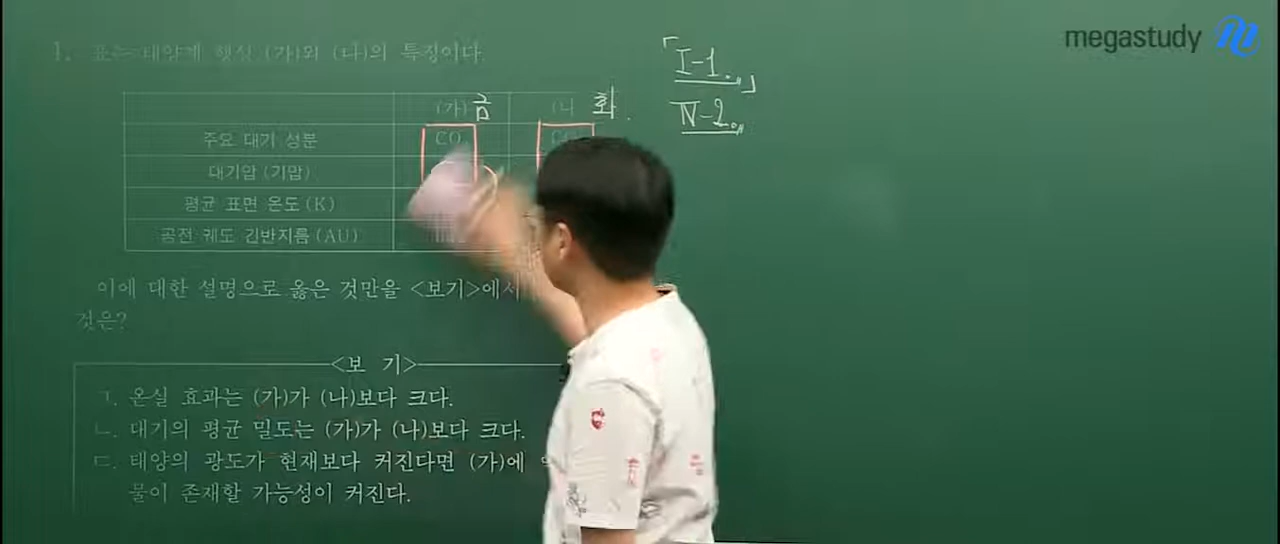 megastudy
1. 표는 태양계 행성 (가)와 (나)의 특징이다.
「I-1.」
IV-2.
(가) 금 (나 화.
주요 대기 성분 CO
대기압 (기압)
평균 표면 온도 (K)
공전 궤도 긴반지름 (AU)
이에 대한 설명으로 옳은 것만을 <보기>에서
것은?
<보 기>
ㄱ. 온실 효과는 (가)가 (나)보다 크다.
ㄴ. 대기의 평균 밀도는 (가)가 (나)보다 크다.
ㄷ. 태양의 광도가 현재보다 커진다면 (가)에
물이 존재할 가능성이 커진다.